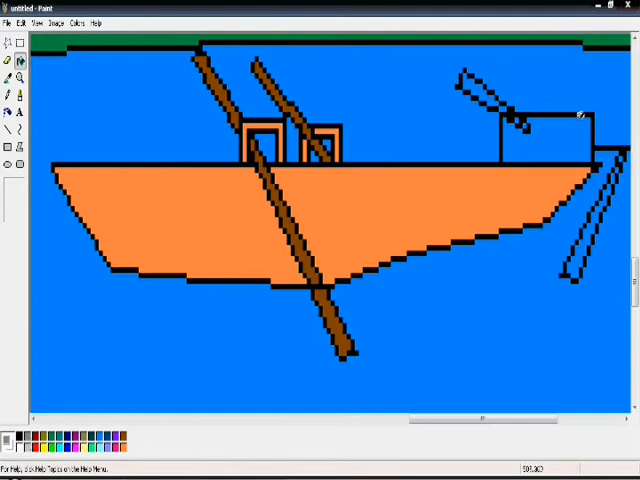 untitled - Paint
File Edit View Image Colors Help
For Help, click Help Topics on the Help Menu.